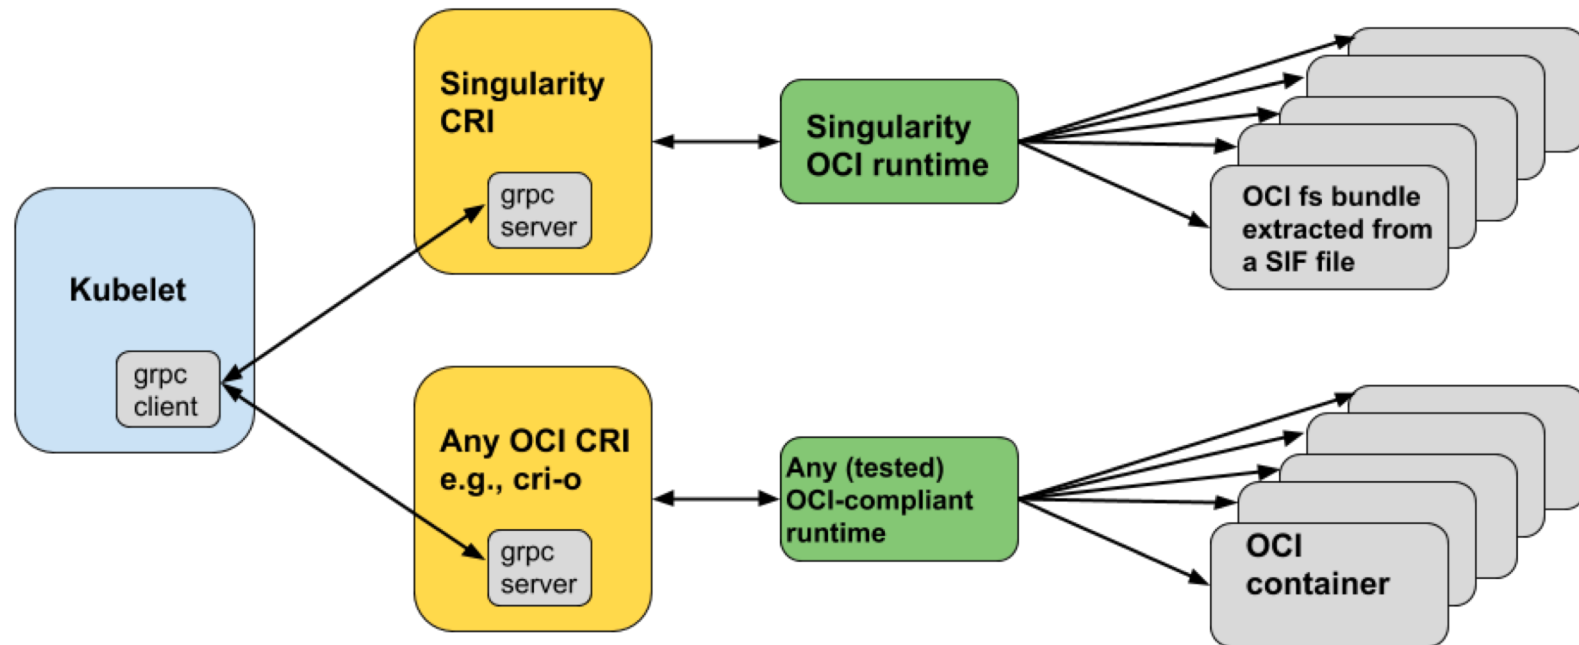 Singularity
CRI
grpc
server
Singularity
OCI runtime
OCI fs bundle
extracted from
a SIF file
Kubelet
grpc
client
Any OCI CRI
e.g., cri-o
grpc
server
Any (tested)
OCI-compliant
runtime
OCI
container